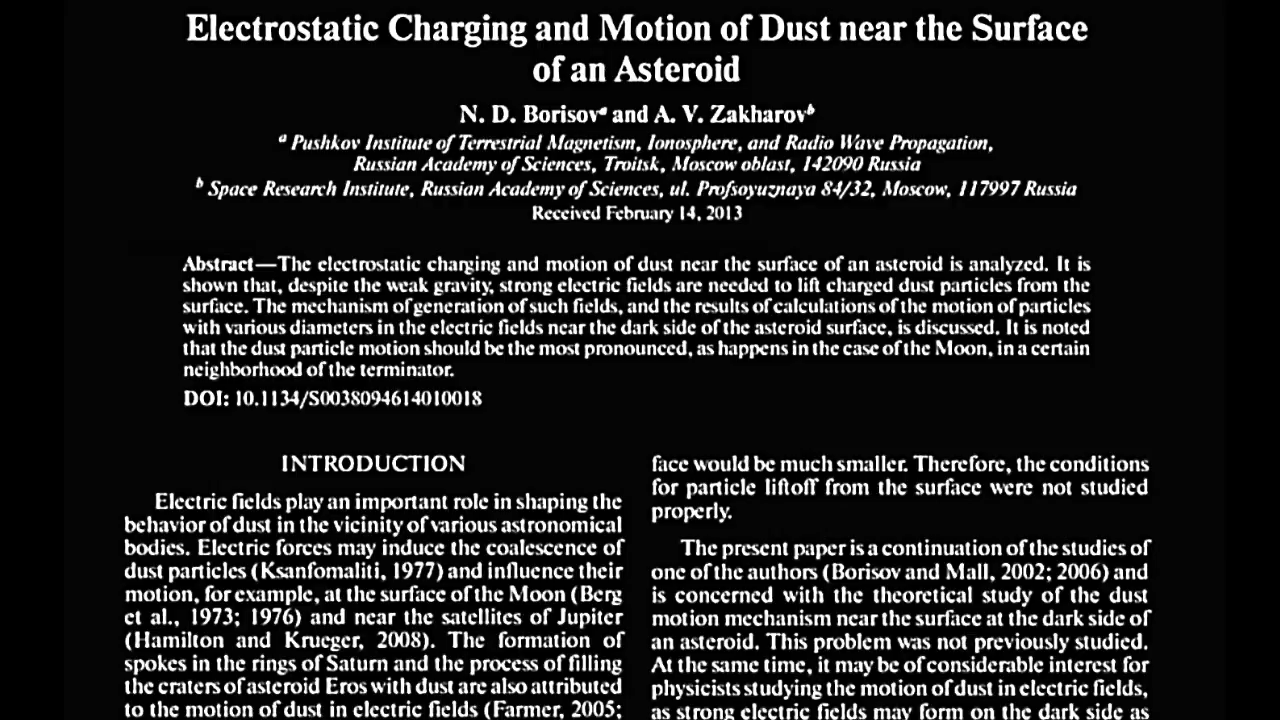 Electrostatic Charging and Motion of Dust near the Surface
of an Asteroid
N. D. Borisovᵃ and A. V. Zakharovᵇ
ᵃ Pushkov Institute of Terrestrial Magnetism, Ionosphere, and Radio Wave Propagation,
Russian Academy of Sciences, Troitsk, Moscow oblast, 142090 Russia
ᵇ Space Research Institute, Russian Academy of Sciences, ul. Profsoyuznaya 84/32, Moscow, 117997 Russia
Received February 14, 2013
Abstract—The electrostatic charging and motion of dust near the surface of an asteroid is analyzed. It is
shown that, despite the weak gravity, strong electric fields are needed to lift charged dust particles from the
surface. The mechanism of generation of such fields, and the results of calculations of the motion of particles
with various diameters in the electric fields near the dark side of the asteroid surface, is discussed. It is noted
that the dust particle motion should be the most pronounced, as happens in the case of the Moon, in a certain
neighborhood of the terminator.
DOI: 10.1134/S0038094614010018
INTRODUCTION
Electric fields play an important role in shaping the
behavior of dust in the vicinity of various astronomical
bodies. Electric forces may induce the coalescence of
dust particles (Ksanfomaliti, 1977) and influence their
motion, for example, at the surface of the Moon (Berg
et al., 1973; 1976) and near the satellites of Jupiter
(Hamilton and Krueger, 2008). The formation of
spokes in the rings of Saturn and the process of filling
the craters of asteroid Eros with dust are also attributed
to the motion of dust in electric fields (Farmer, 2005;
face would be much smaller. Therefore, the conditions
for particle liftoff from the surface were not studied
properly.
The present paper is a continuation of the studies of
one of the authors (Borisov and Mall, 2002; 2006) and
is concerned with the theoretical study of the dust
motion mechanism near the surface at the dark side of
an asteroid. This problem was not previously studied.
At the same time, it may be of considerable interest for
physicists studying the motion of dust in electric fields,
as strong electric fields may form on the dark side as